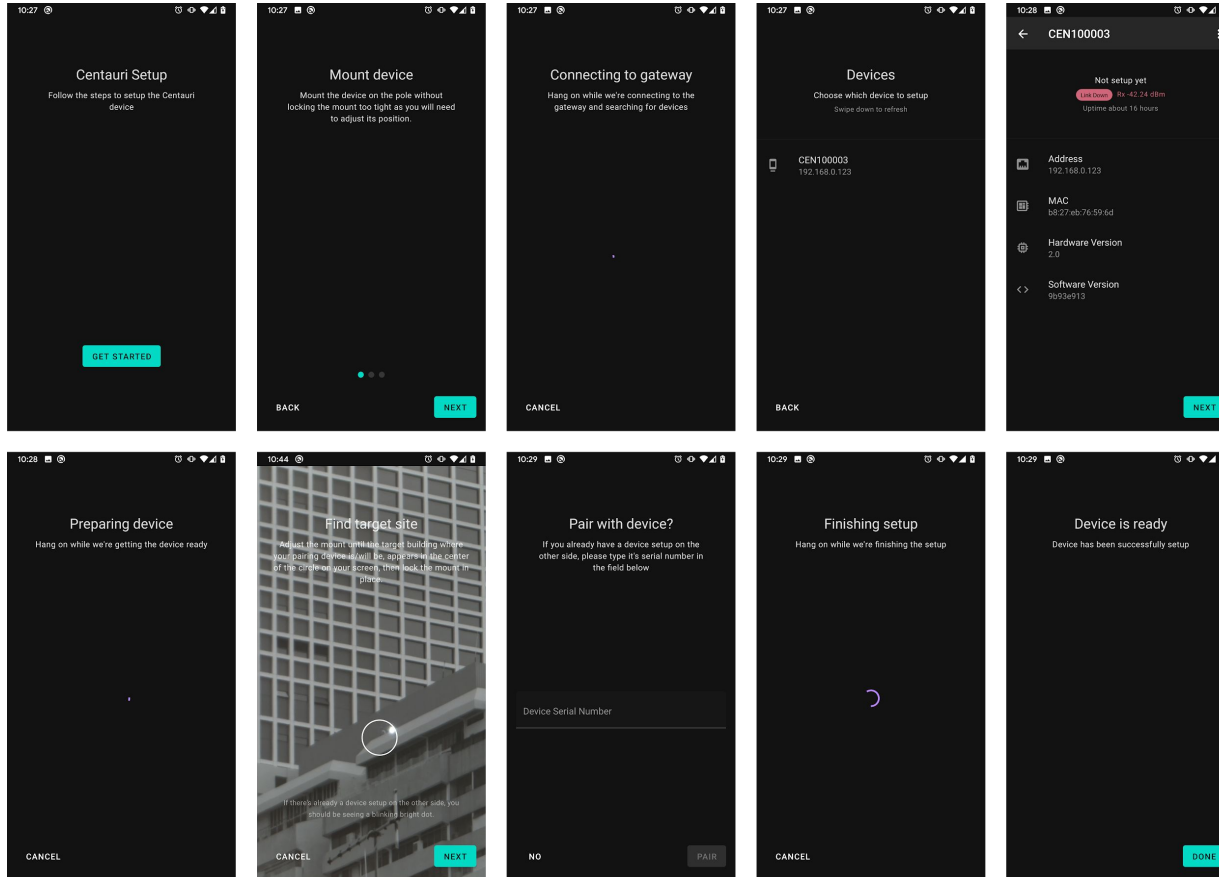 10:27
Centauri Setup
Follow the steps to setup the Centauri
device
GET STARTED
10:27
Mount device
Mount the device on the pole without
locking the mount too tight as you will need
to adjust its position.
BACK
NEXT
10:27
Connecting to gateway
Hang on while we're connecting to the
gateway and searching for devices
CANCEL
10:27
Devices
Choose which device to setup
Swipe down to refresh
CEN100003
192.168.0.123
BACK
10:28
CEN100003
Not setup yet
Link Down Rx -42.24 dBm
Uptime about 16 hours
Address
192.168.0.123
MAC
b8:27:eb:76:59:6d
Hardware Version
2.0
Software Version
9b93e913
NEXT
10:28
Preparing device
Hang on while we're getting the device ready
CANCEL
10:44
Find target site
Adjust the mount until the target building where
your pairing device is/will be, appears in the center
of the circle on your screen, then lock the mount in
place.
If there's already a device setup on the other side, you
should be seeing a blinking bright dot.
CANCEL
NEXT
10:29
Pair with device?
If you already have a device setup on the
other side, please type it's serial number in
the field below
Device Serial Number
NO
PAIR
10:29
Finishing setup
Hang on while we're finishing the setup
CANCEL
10:29
Device is ready
Device has been successfully setup
DONE